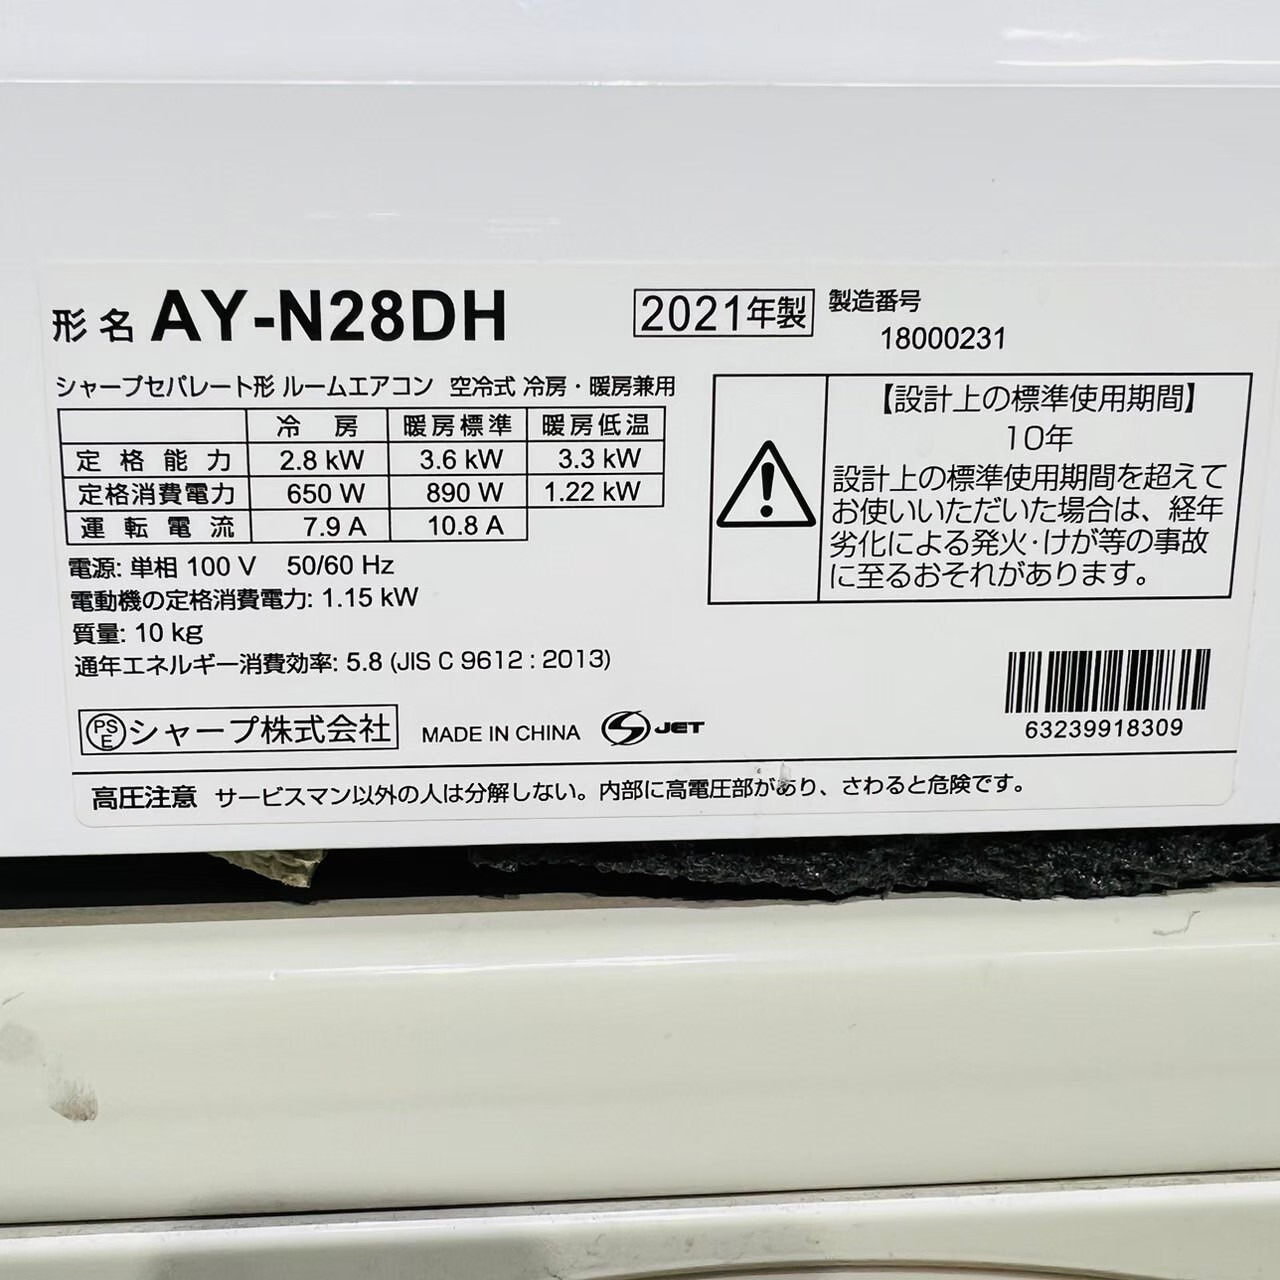 形名 AY-N28DH
2021年製
製造番号
18000231
シャープセパレート形 ルームエアコン 空冷式 冷房・暖房兼用
冷房 暖房標準 暖房低温
定格能力 2.8 kW 3.6 kW 3.3 kW
定格消費電力 650 W 890 W 1.22 kW
運転電流 7.9 A 10.8 A
電源: 単相 100 V 50/60 Hz
電動機の定格消費電力: 1.15 kW
質量: 10 kg
通年エネルギー消費効率: 5.8 (JIS C 9612 : 2013)
【設計上の標準使用期間】
10年
設計上の標準使用期間を超えて
お使いいただいた場合は、経年
劣化による発火・けが等の事故
に至るおそれがあります。
63239918309
PSE シャープ株式会社 MADE IN CHINA S JET
高圧注意 サービスマン以外の人は分解しない。内部に高電圧部があり、さわると危険です。